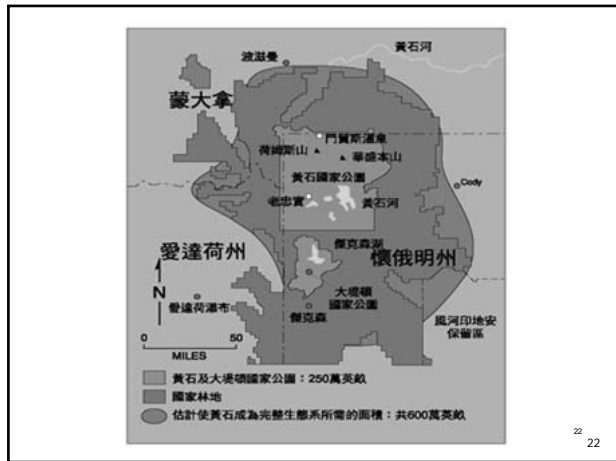 波滋曼
黃石河
蒙大拿
門罳斯溫泉
荷姆斯山
華盛本山
黃石國家公園
Cody
老忠實
黃石河
傑克森湖
愛達荷州
懷俄明州
N
大堤頓
國家公園
愛達荷瀑布
傑克森
風河印地安
保留區
0
50
MILES
黃石及大堤頓國家公園：250萬英畝
國家林地
估計使黃石成為完整生態系所需的面積：共600萬英畝
22
22